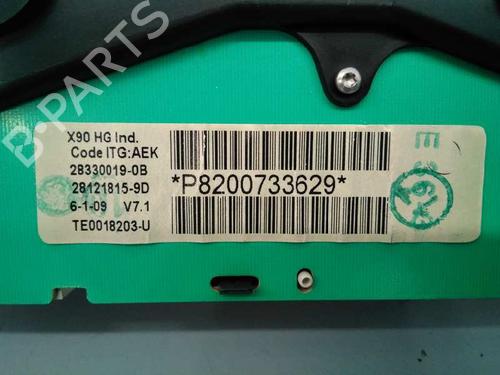 X90 HG Ind.
Code ITG:AEK
28330019-0B
28121815-9D
6-1-09 V7.1
TE0018203-U
*P8200733629*
B-PARTS